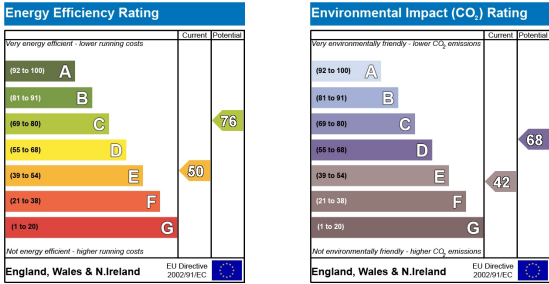 Energy Efficiency Rating
Current Potential
Very energy efficient - lower running costs
(92 to 100) A
(81 to 91) B
(69 to 80) C
76
(55 to 68) D
(39 to 54) E
50
(21 to 38) F
(1 to 20) G
Not energy efficient - higher running costs
England, Wales & N.Ireland
EU Directive
2002/91/EC
Environmental Impact (CO₂) Rating
Current Potential
Very environmentally friendly - lower CO₂ emissions
(92 to 100) A
(81 to 91) B
(69 to 80) C
(55 to 68) D
68
(39 to 54) E
42
(21 to 38) F
(1 to 20) G
Not environmentally friendly - higher CO₂ emissions
England, Wales & N.Ireland
EU Directive
2002/91/EC